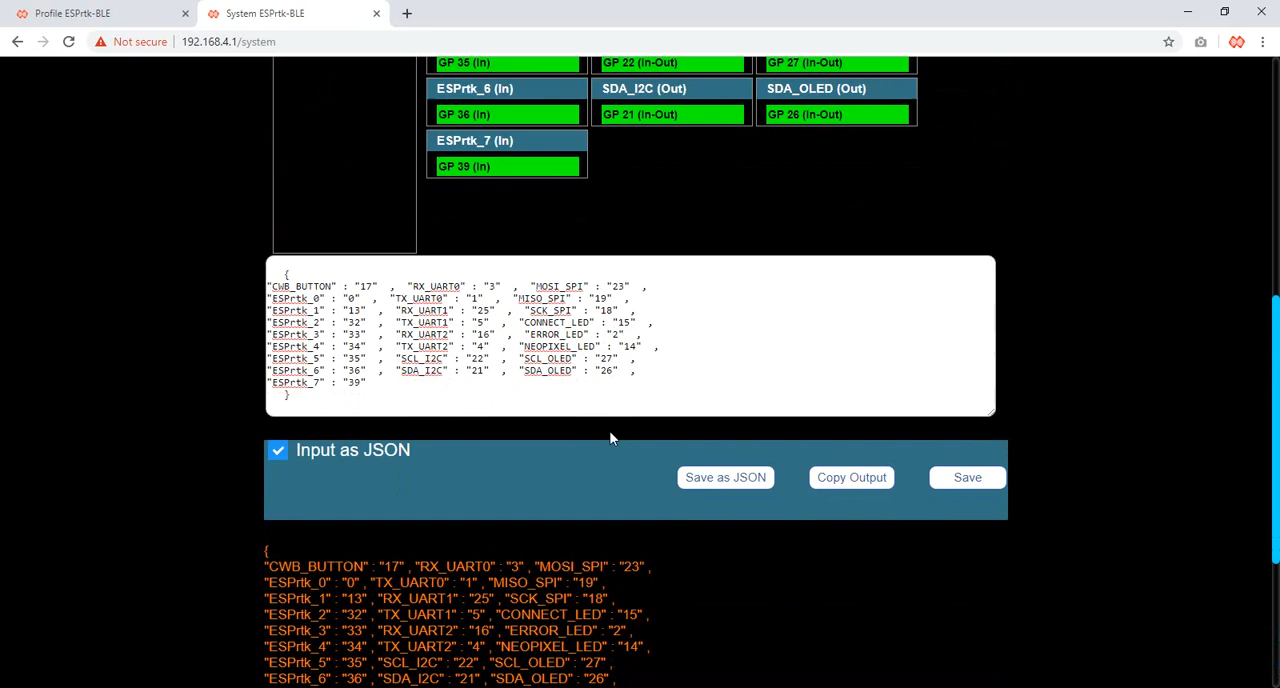 Profile ESPrtk-BLE
System ESPrtk-BLE
Not secure | 192.168.4.1/system
GP 35 (In) GP 22 (In-Out) GP 27 (In-Out)
ESPrtk_6 (In) SDA_I2C (Out) SDA_OLED (Out)
GP 36 (In) GP 21 (In-Out) GP 26 (In-Out)
ESPrtk_7 (In)
GP 39 (In)
{
"CWB_BUTTON" : "17" , "RX_UART0" : "3" , "MOSI_SPI" : "23" ,
"ESPrtk_0" : "0" , "TX_UART0" : "1" , "MISO_SPI" : "19" ,
"ESPrtk_1" : "13" , "RX_UART1" : "25" , "SCK_SPI" : "18" ,
"ESPrtk_2" : "32" , "TX_UART1" : "5" , "CONNECT_LED" : "15" ,
"ESPrtk_3" : "33" , "RX_UART2" : "16" , "ERROR_LED" : "2" ,
"ESPrtk_4" : "34" , "TX_UART2" : "4" , "NEOPIXEL_LED" : "14" ,
"ESPrtk_5" : "35" , "SCL_I2C" : "22" , "SCL_OLED" : "27" ,
"ESPrtk_6" : "36" , "SDA_I2C" : "21" , "SDA_OLED" : "26" ,
"ESPrtk_7" : "39"
}
Input as JSON
Save as JSON Copy Output Save
{
"CWB_BUTTON" : "17" , "RX_UART0" : "3" , "MOSI_SPI" : "23" ,
"ESPrtk_0" : "0" , "TX_UART0" : "1" , "MISO_SPI" : "19" ,
"ESPrtk_1" : "13" , "RX_UART1" : "25" , "SCK_SPI" : "18" ,
"ESPrtk_2" : "32" , "TX_UART1" : "5" , "CONNECT_LED" : "15" ,
"ESPrtk_3" : "33" , "RX_UART2" : "16" , "ERROR_LED" : "2" ,
"ESPrtk_4" : "34" , "TX_UART2" : "4" , "NEOPIXEL_LED" : "14" ,
"ESPrtk_5" : "35" , "SCL_I2C" : "22" , "SCL_OLED" : "27" ,
"ESPrtk_6" : "36" , "SDA_I2C" : "21" , "SDA_OLED" : "26" ,